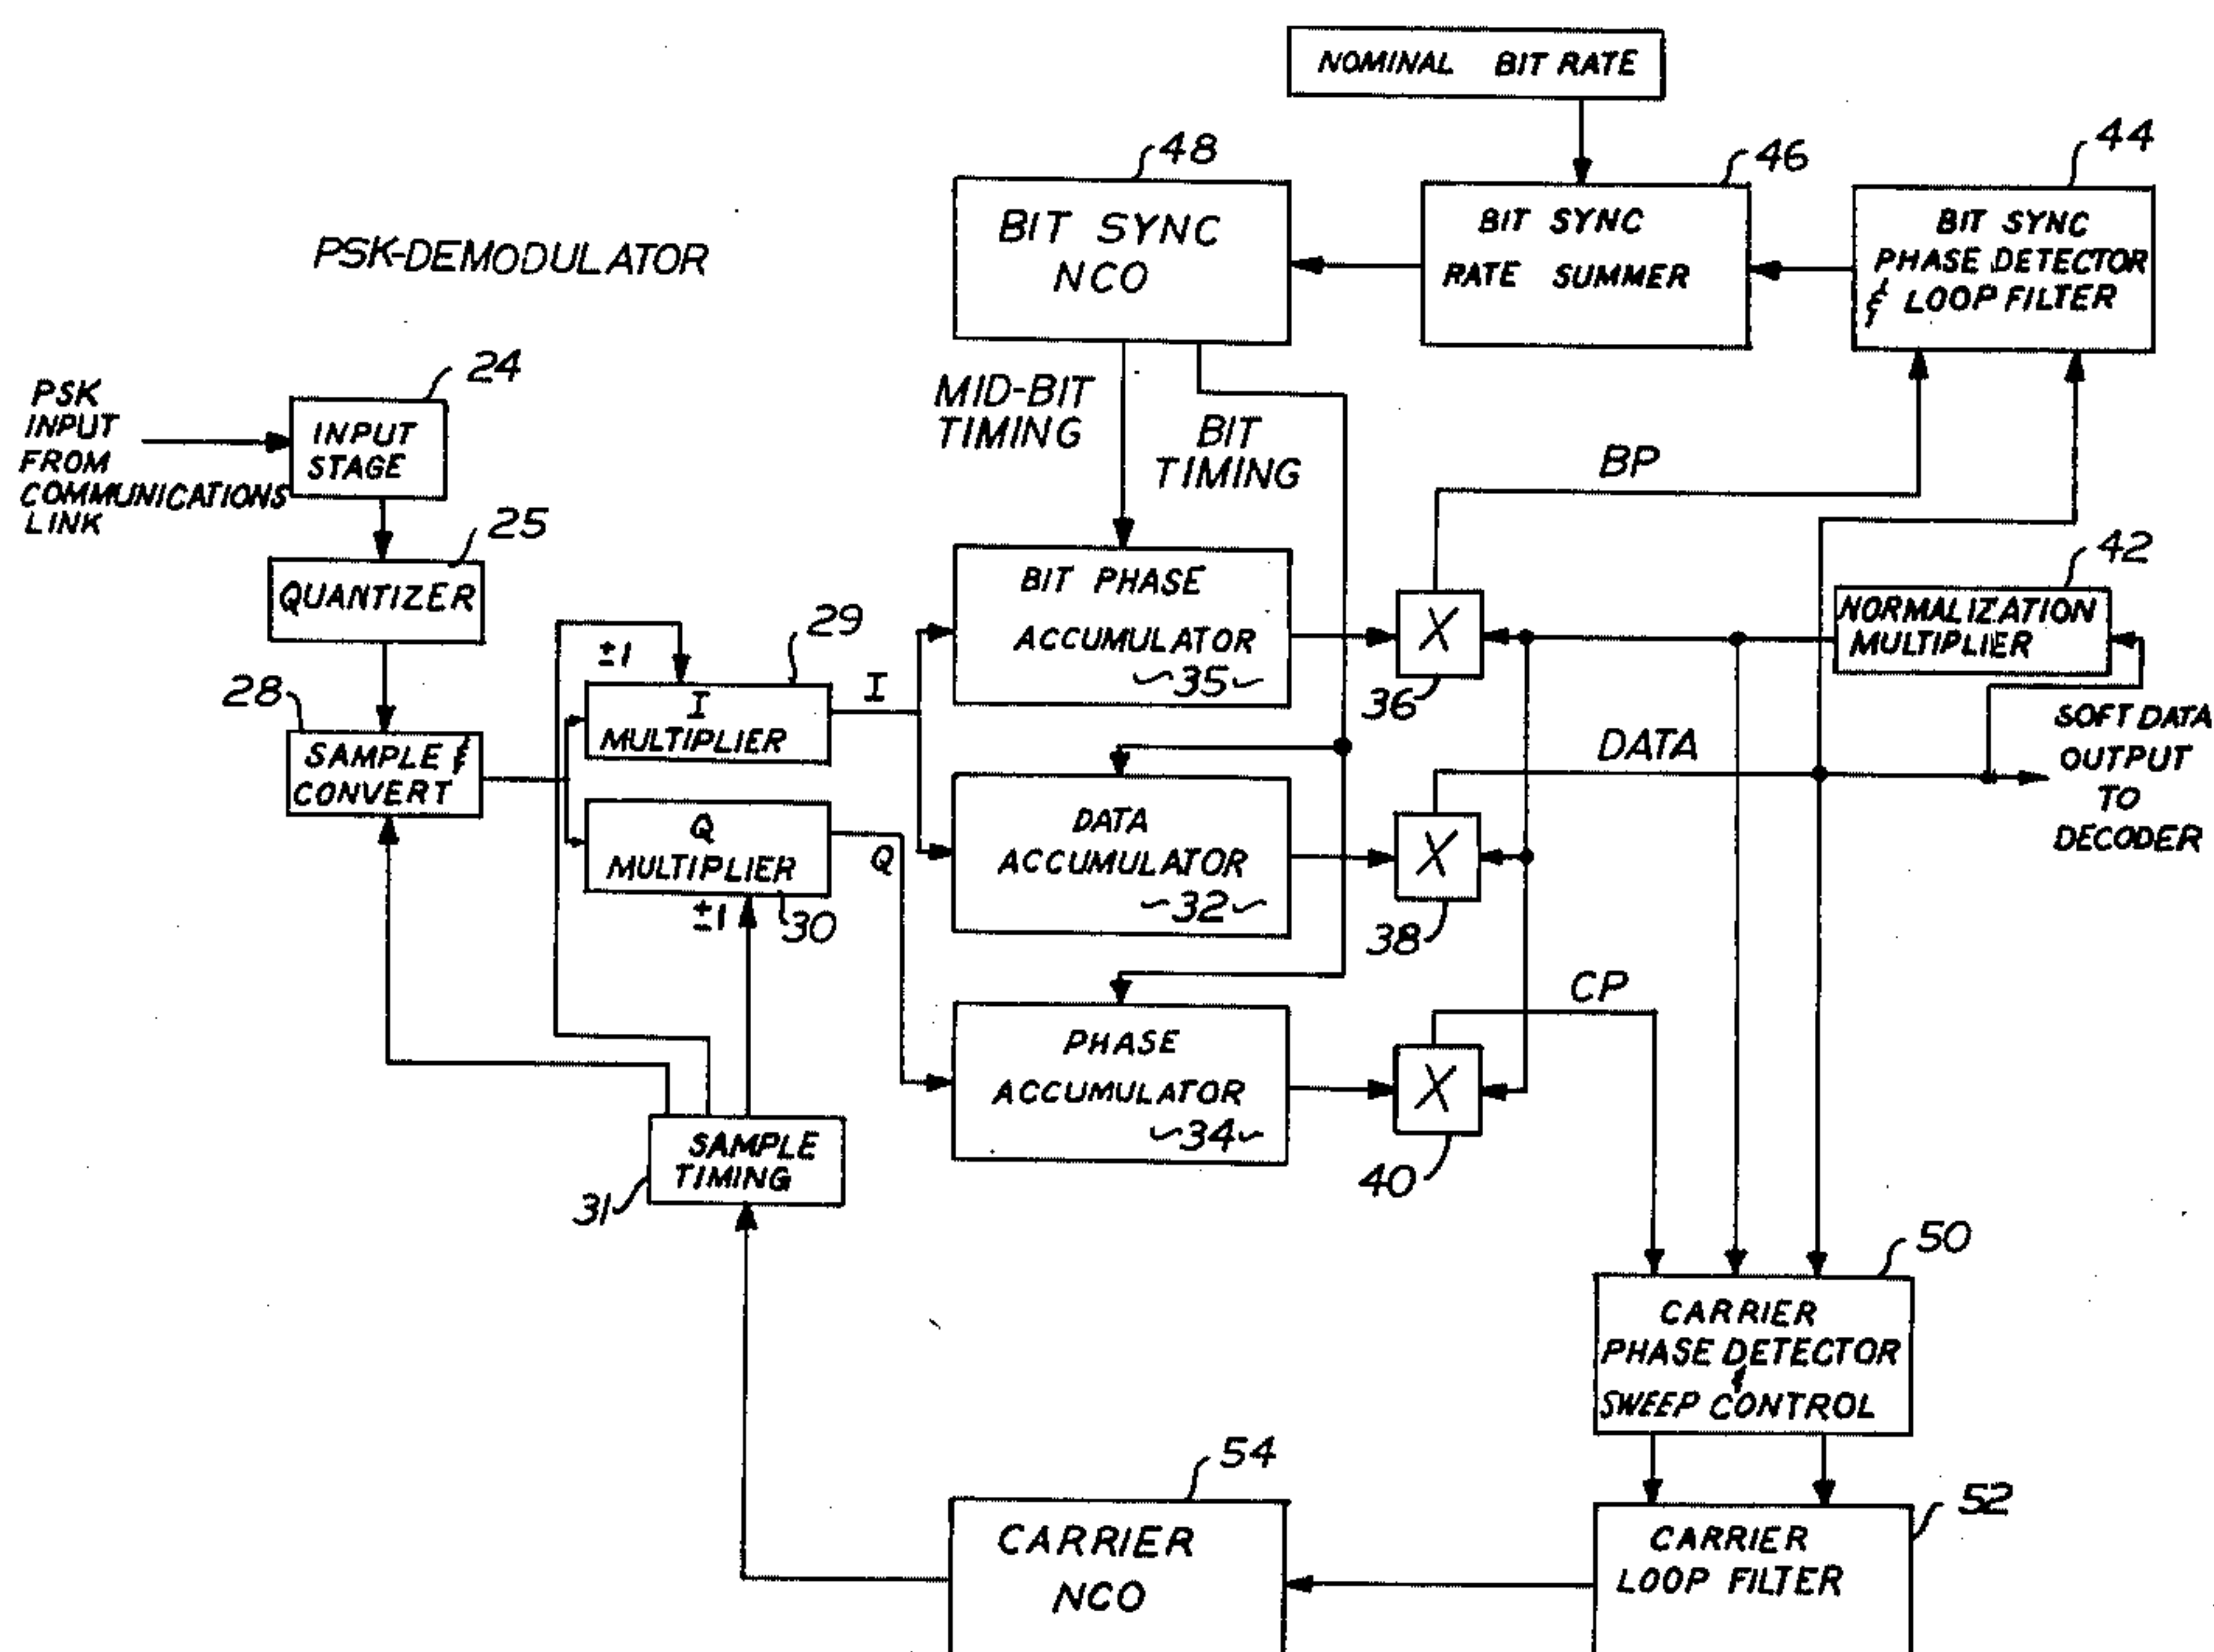 NOMINAL BIT RATE
48
46
44
BIT SYNC
NCO
BIT SYNC
RATE SUMMER
BIT SYNC
PHASE DETECTOR
& LOOP FILTER
PSK-DEMODULATOR
PSK
INPUT
FROM
COMMUNICATIONS
LINK
24
INPUT
STAGE
MID-BIT
TIMING
BIT
TIMING
BP
25
QUANTIZER
42
NORMALIZATION
MULTIPLIER
28
SAMPLE &
CONVERT
±1
29
I
MULTIPLIER
I
BIT PHASE
ACCUMULATOR
35
X
36
SOFT DATA
OUTPUT
TO
DECODER
DATA
Q
MULTIPLIER
Q
±1
30
DATA
ACCUMULATOR
32
X
38
CP
PHASE
ACCUMULATOR
34
X
40
SAMPLE
TIMING
31
50
CARRIER
PHASE DETECTOR
&
SWEEP CONTROL
54
CARRIER
NCO
52
CARRIER
LOOP FILTER